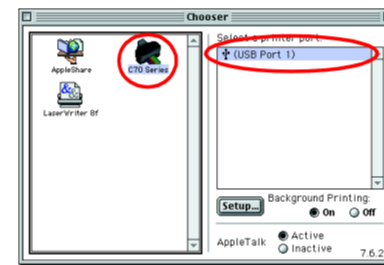 Chooser
Select a printer port:
(USB Port 1)
AppleShare
C70 Series
LaserWriter 8f
Setup...
Background Printing:
On Off
AppleTalk
Active
Inactive
7.6.2